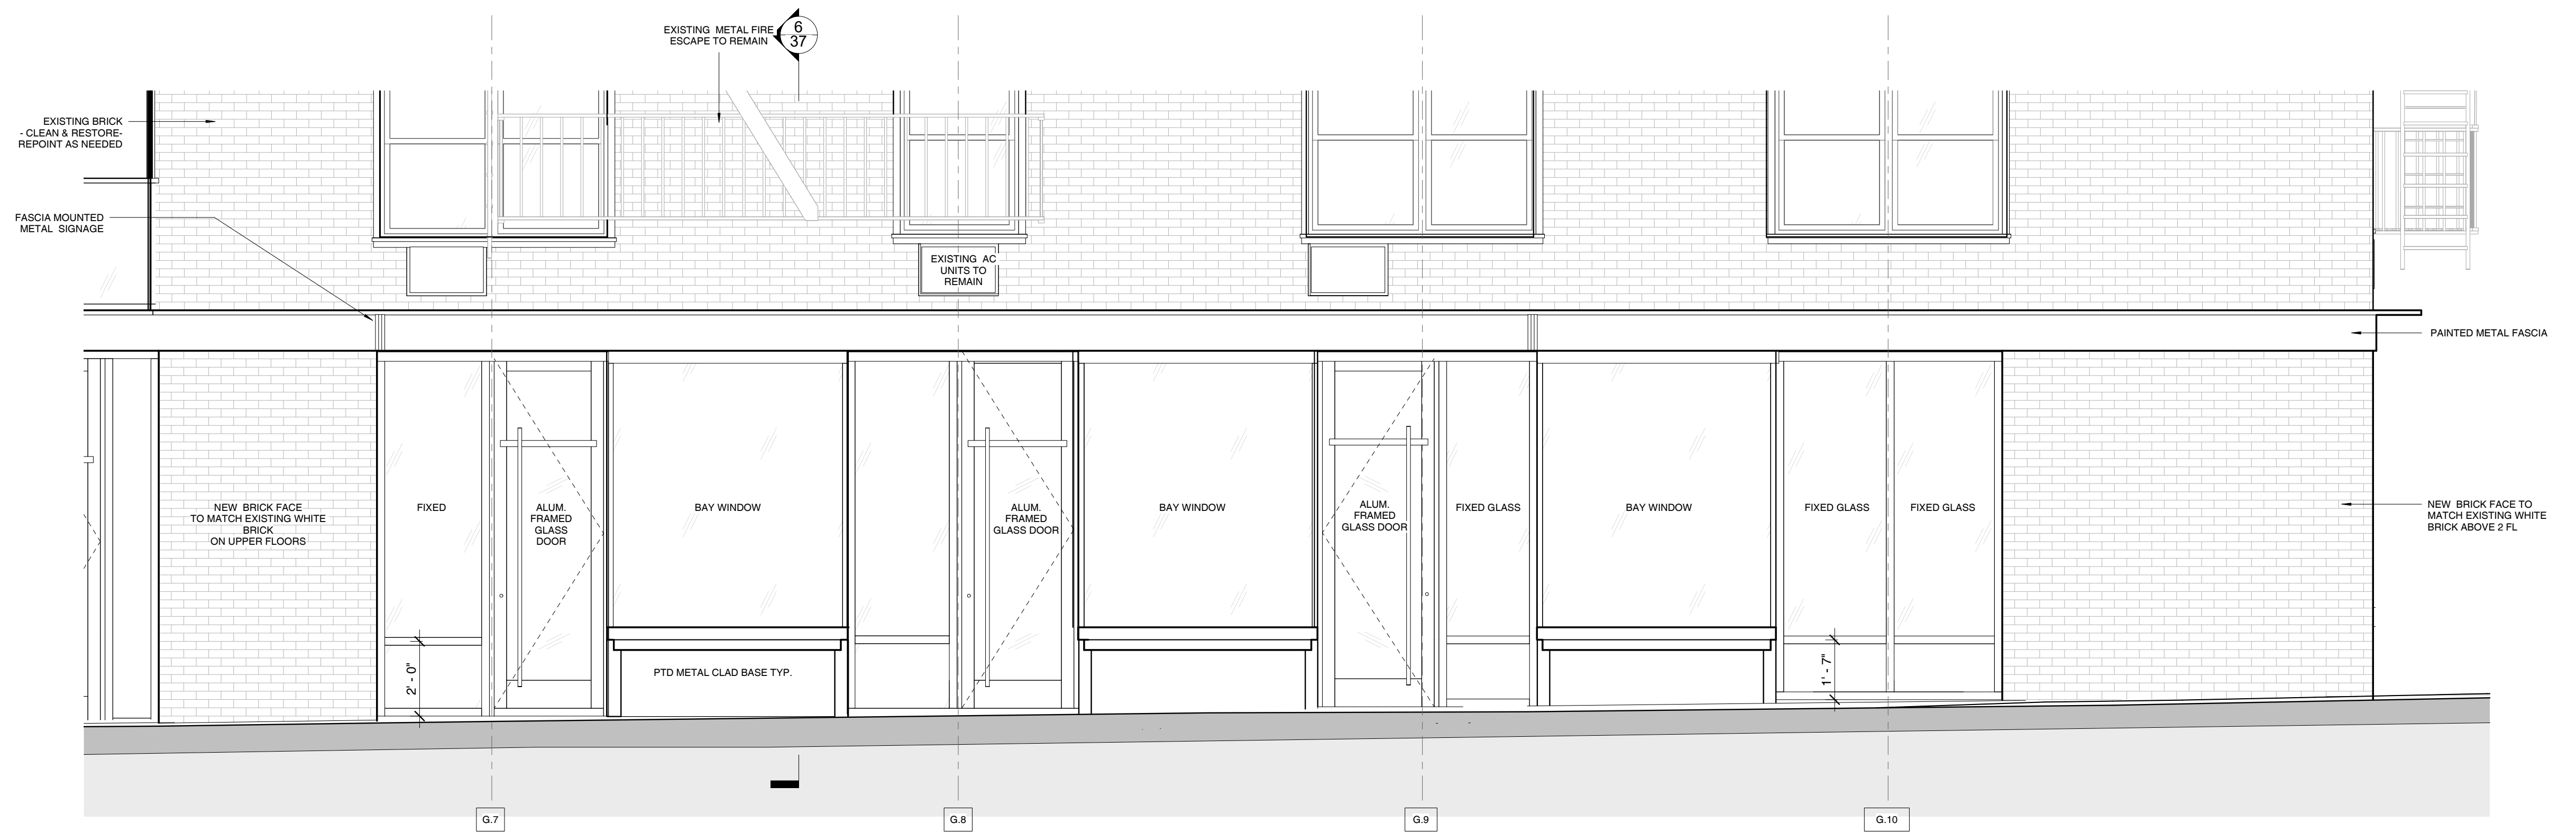 EXISTING  METAL FIRE
ESCAPE TO REMAIN
6
37
EXISTING BRICK
- CLEAN & RESTORE-
REPOINT AS NEEDED
FASCIA MOUNTED
METAL  SIGNAGE
EXISTING  AC
UNITS TO
REMAIN
PAINTED METAL FASCIA
NEW  BRICK FACE
TO MATCH EXISTING WHITE
BRICK
ON UPPER FLOORS
FIXED
ALUM.
FRAMED
GLASS
DOOR
BAY WINDOW
ALUM.
FRAMED
GLASS DOOR
BAY WINDOW
ALUM.
FRAMED
GLASS DOOR
FIXED GLASS
BAY WINDOW
FIXED GLASS
FIXED GLASS
NEW  BRICK FACE TO
MATCH EXISTING WHITE
BRICK ABOVE 2 FL
2' - 0"
PTD METAL CLAD BASE TYP.
1' - 7"
G.7
G.8
G.9
G.10